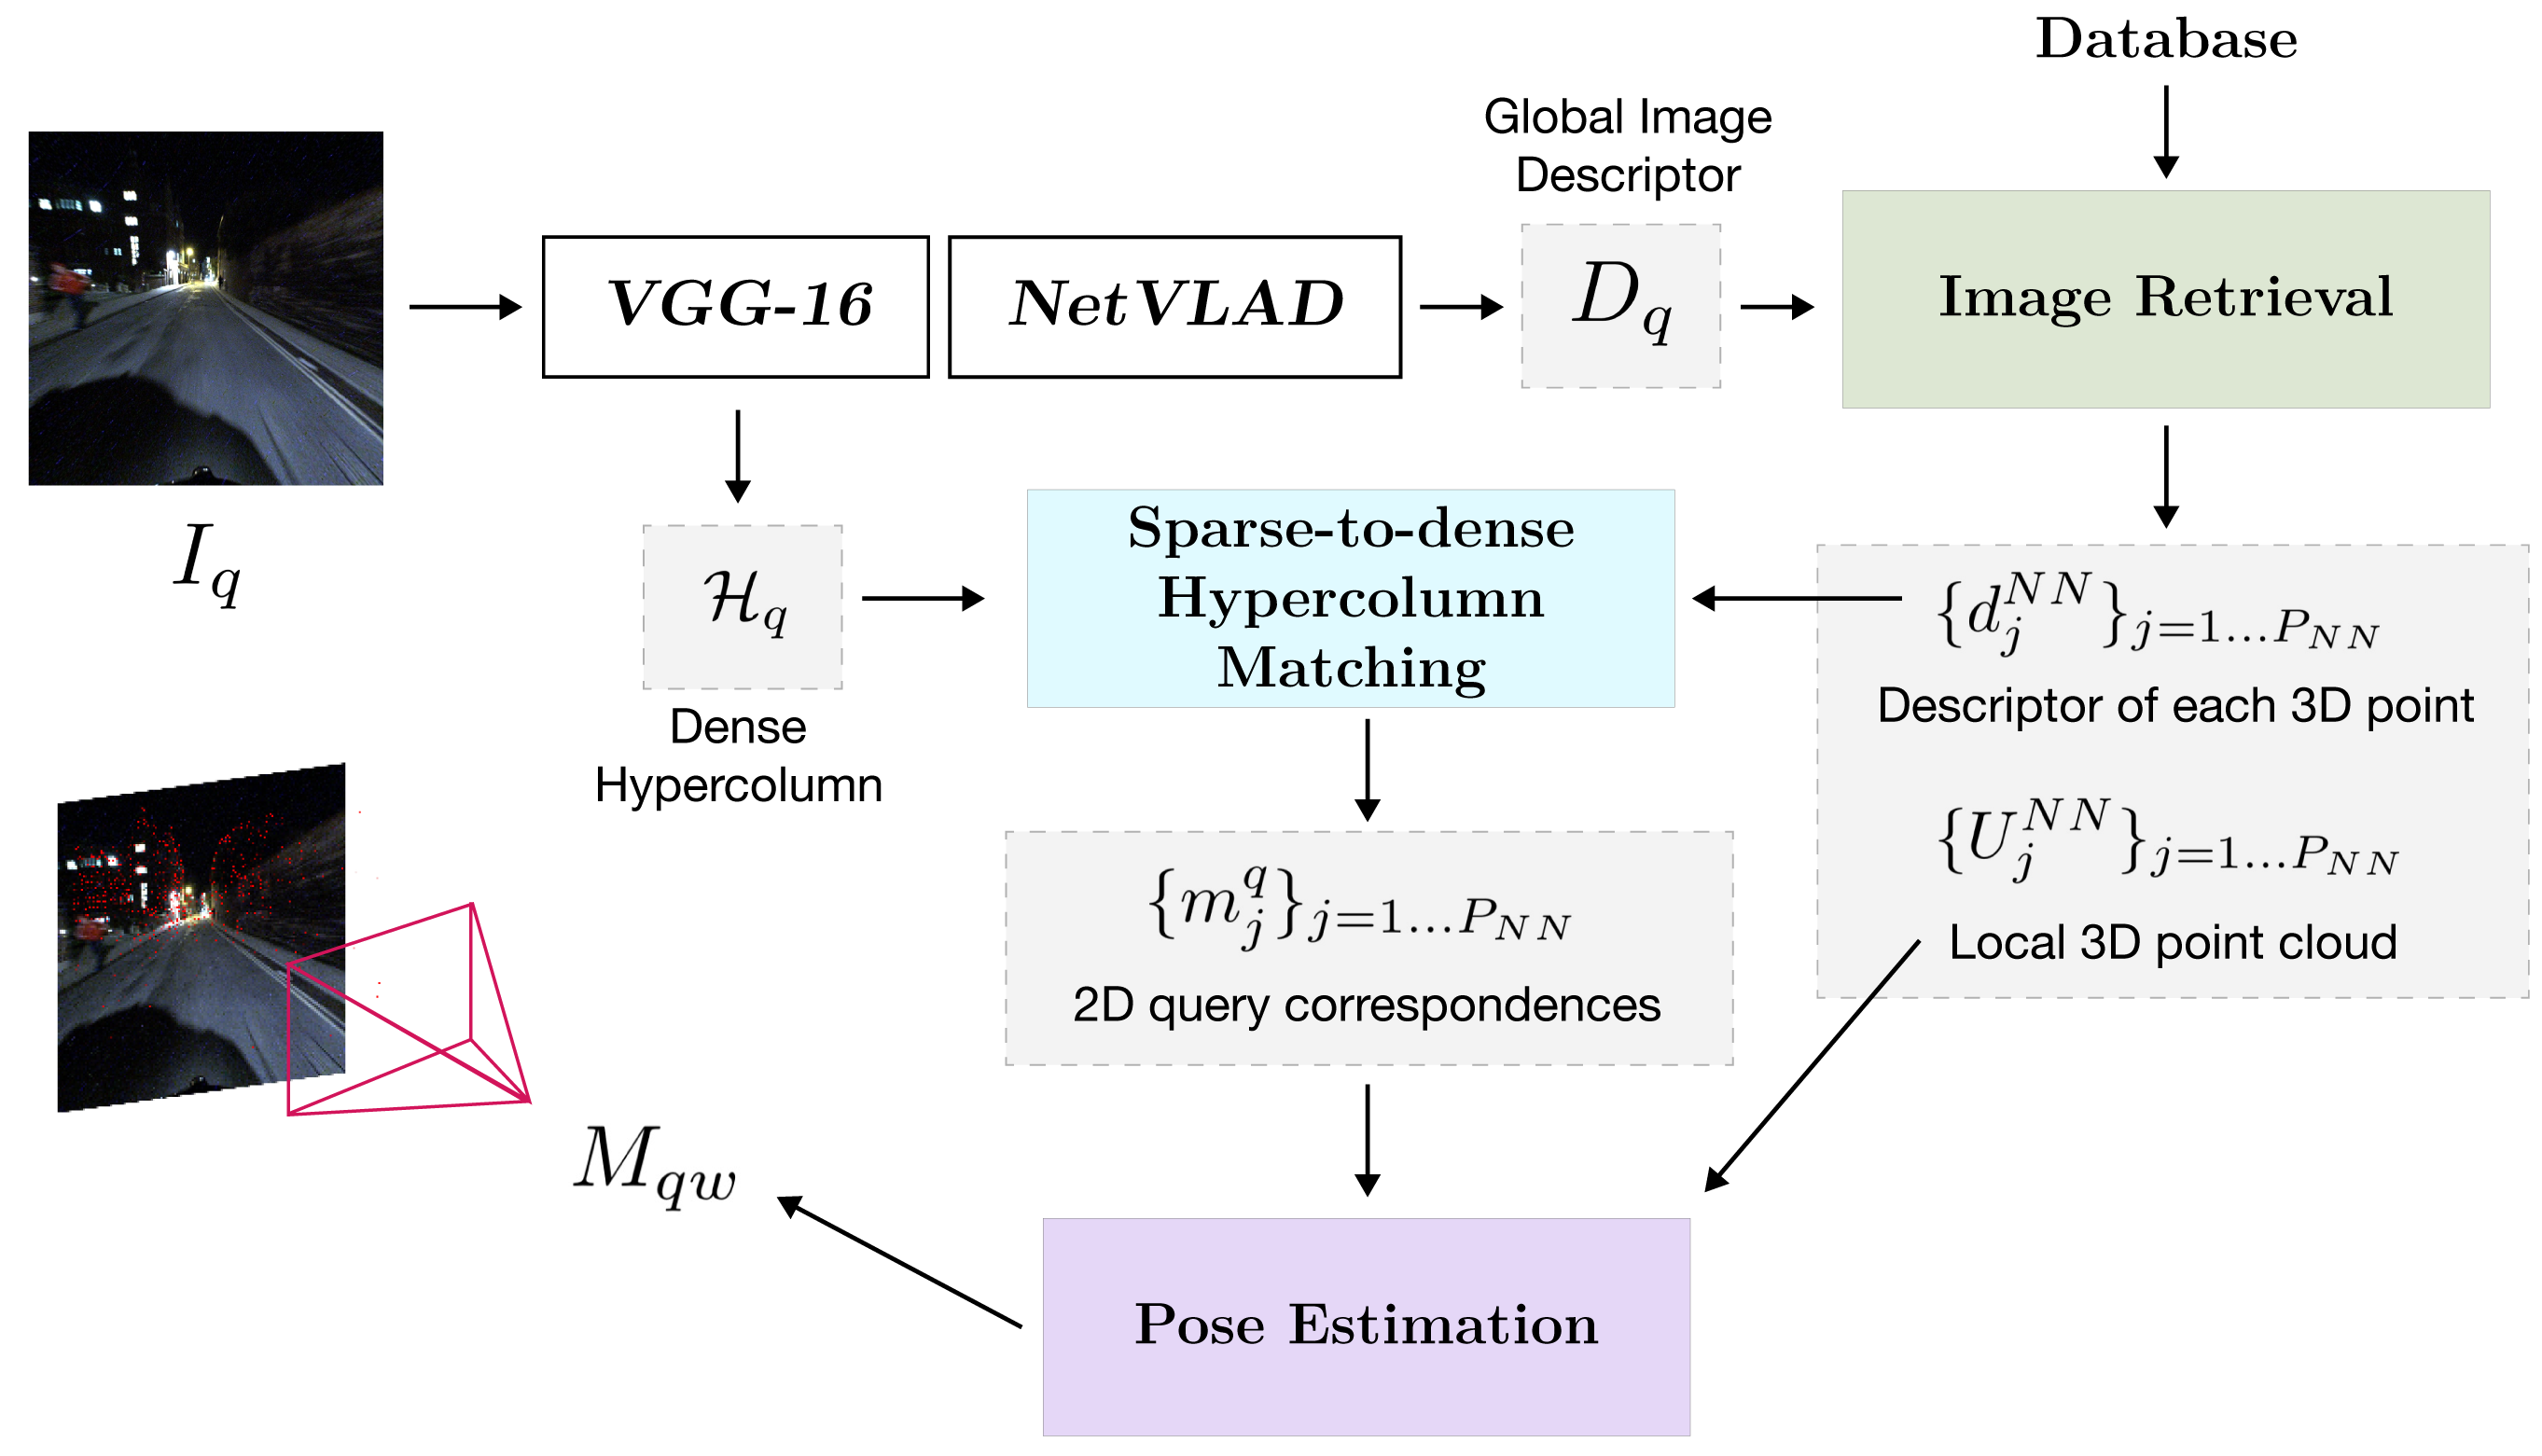 Database
Global Image
Descriptor
VGG-16
NetVLAD
D_q
Image Retrieval
I_q
Sparse-to-dense
Hypercolumn
Matching
\mathcal{H}_q
Dense
Hypercolumn
{d_j^{NN}}_{j=1...P_{NN}}
Descriptor of each 3D point
{U_j^{NN}}_{j=1...P_{NN}}
Local 3D point cloud
{m_j^q}_{j=1...P_{NN}}
2D query correspondences
M_{qw}
Pose Estimation